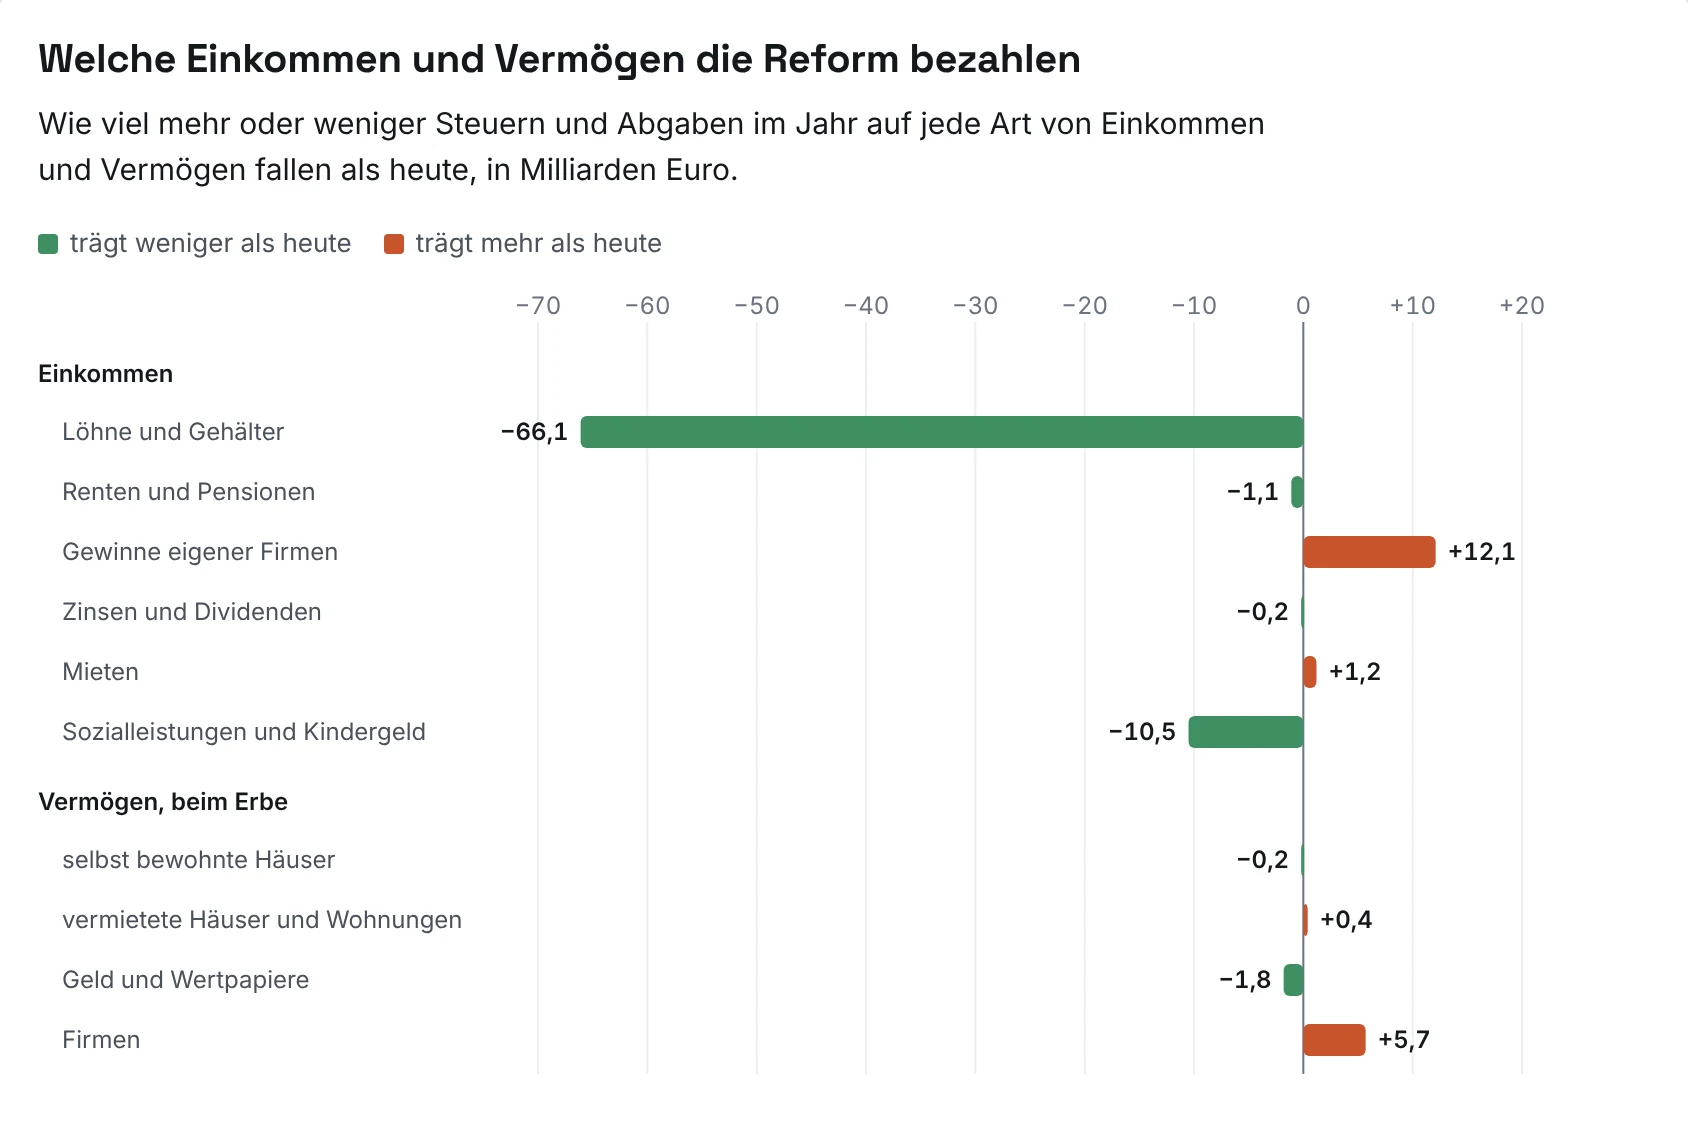 Welche Einkommen und Vermögen die Reform bezahlen
Wie viel mehr oder weniger Steuern und Abgaben im Jahr auf jede Art von Einkommen
und Vermögen fallen als heute, in Milliarden Euro.
trägt weniger als heute trägt mehr als heute
−70 −60 −50 −40 −30 −20 −10 0 +10 +20
Einkommen
Löhne und Gehälter −66,1
Renten und Pensionen −1,1
Gewinne eigener Firmen +12,1
Zinsen und Dividenden −0,2
Mieten +1,2
Sozialleistungen und Kindergeld −10,5
Vermögen, beim Erbe
selbst bewohnte Häuser −0,2
vermietete Häuser und Wohnungen +0,4
Geld und Wertpapiere −1,8
Firmen +5,7